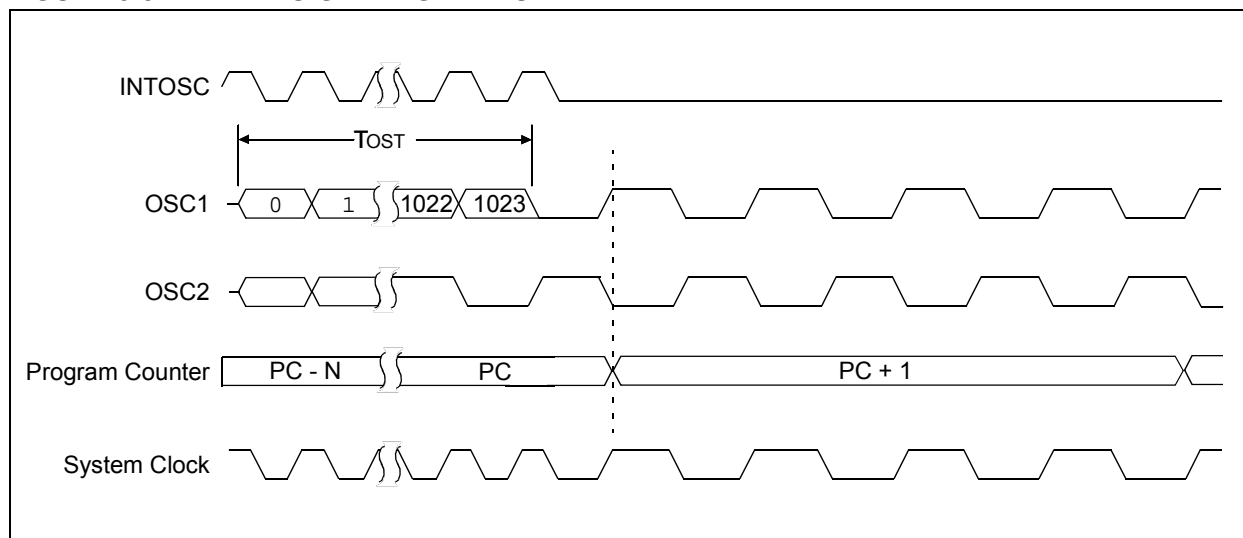 INTOSC
TOST
OSC1
0 1 1022 1023
OSC2
Program Counter
PC - N PC PC + 1
System Clock